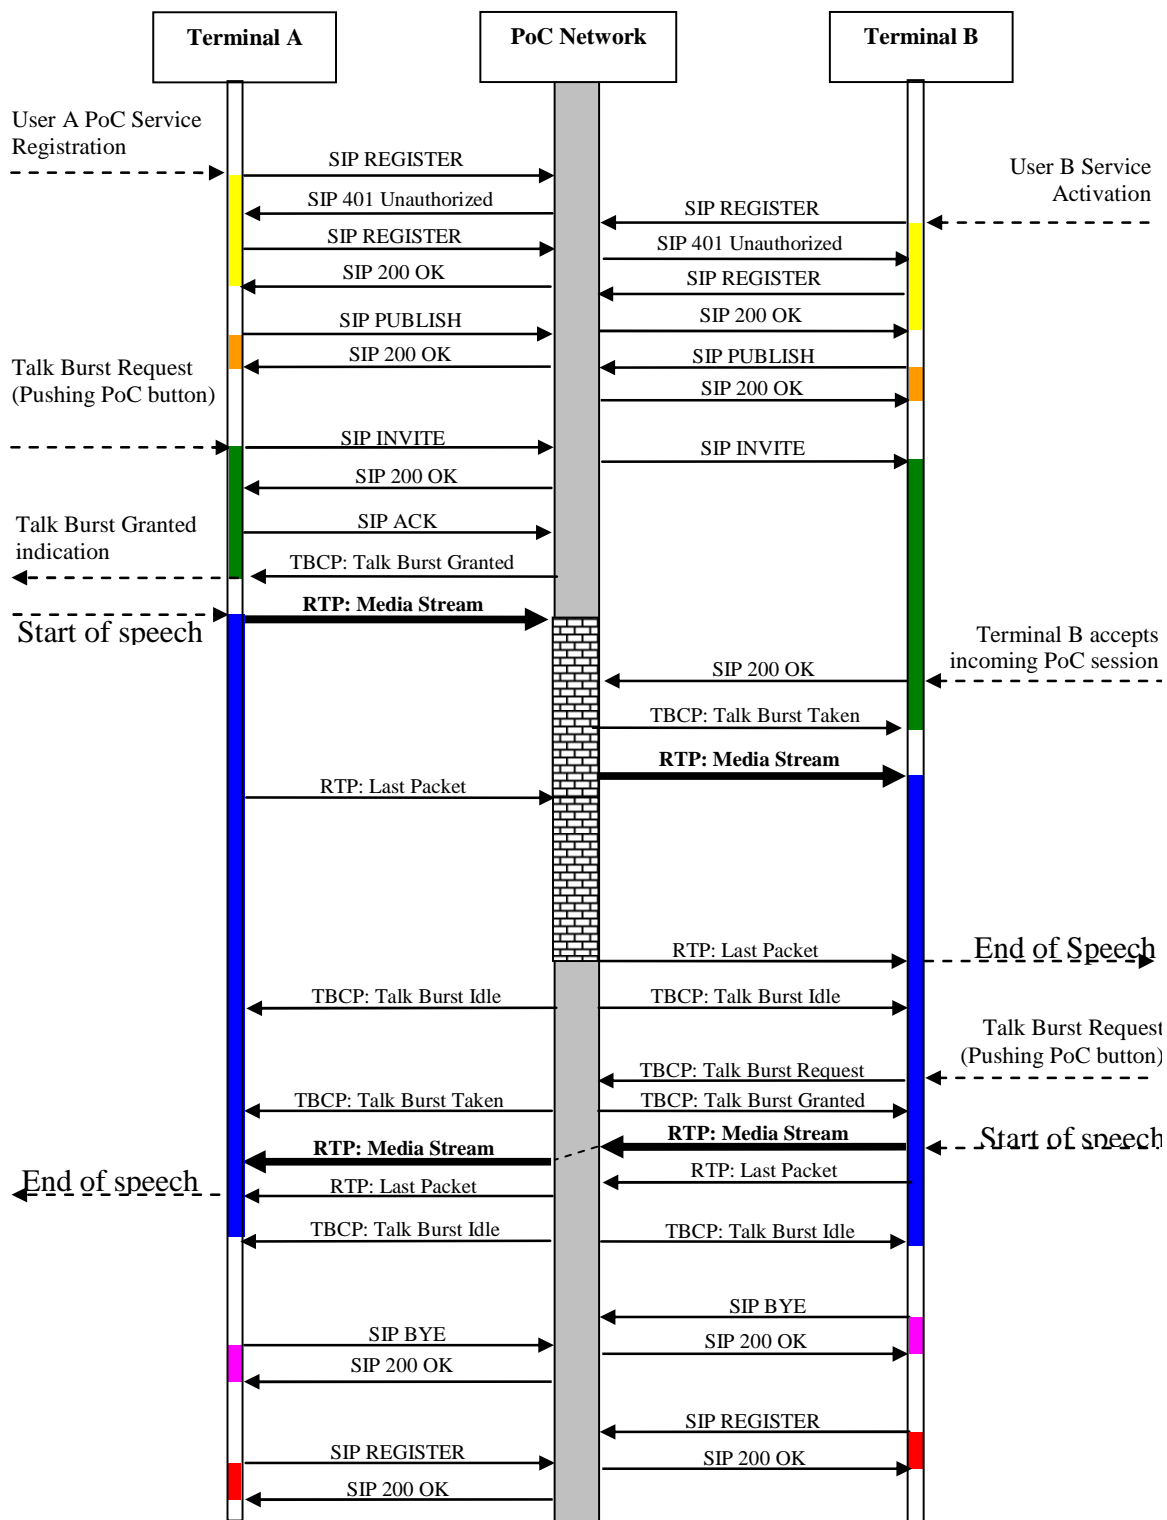 Terminal A
PoC Network
Terminal B
User A PoC Service
Registration
SIP REGISTER
User B Service
Activation
SIP 401 Unauthorized
SIP REGISTER
SIP REGISTER
SIP 401 Unauthorized
SIP 200 OK
SIP REGISTER
SIP PUBLISH
SIP 200 OK
Talk Burst Request
(Pushing PoC button)
SIP 200 OK
SIP PUBLISH
SIP 200 OK
SIP INVITE
SIP INVITE
SIP 200 OK
Talk Burst Granted
indication
SIP ACK
TBCP: Talk Burst Granted
RTP: Media Stream
Start of speech
Terminal B accepts
incoming PoC session
SIP 200 OK
TBCP: Talk Burst Taken
RTP: Media Stream
RTP: Last Packet
RTP: Last Packet
End of Speech
TBCP: Talk Burst Idle
TBCP: Talk Burst Idle
Talk Burst Request
(Pushing PoC button)
TBCP: Talk Burst Request
TBCP: Talk Burst Taken
TBCP: Talk Burst Granted
RTP: Media Stream
Start of speech
RTP: Media Stream
RTP: Last Packet
End of speech
RTP: Last Packet
TBCP: Talk Burst Idle
TBCP: Talk Burst Idle
SIP BYE
SIP BYE
SIP 200 OK
SIP 200 OK
SIP REGISTER
SIP REGISTER
SIP 200 OK
SIP 200 OK